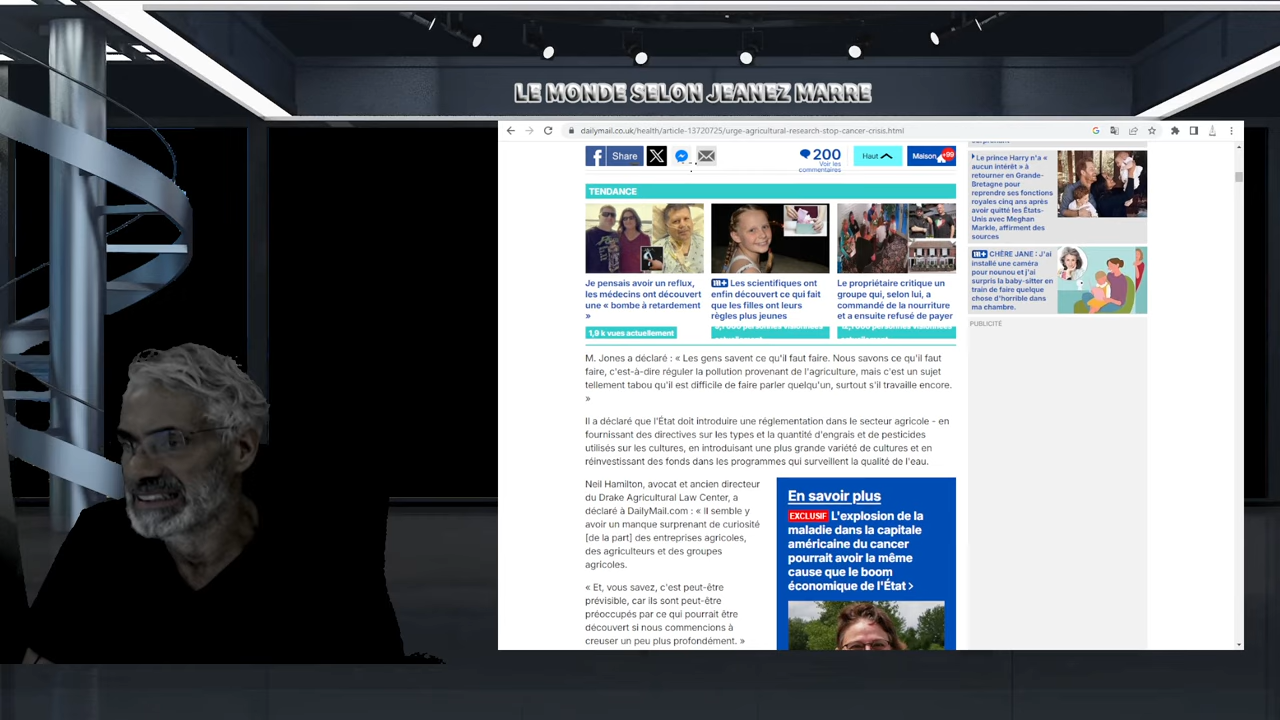 LE MONDE SELON JEANEZ MARRE
dailymail.co.uk/health/article-13720725/urge-agricultural-research-stop-cancer-crisis.html
Share
200
Voir les
commentaires
Haut
Maison
+99
TENDANCE
Je pensais avoir un reflux,
les médecins ont découvert
une « bombe à retardement
»
1,9 k vues actuellement
Les scientifiques ont
enfin découvert ce qui fait
que les filles ont leurs
règles plus jeunes
Le propriétaire critique un
groupe qui, selon lui, a
commandé de la nourriture
et a ensuite refusé de payer
M. Jones a déclaré : « Les gens savent ce qu'il faut faire. Nous savons ce qu'il faut
faire, c'est-à-dire réguler la pollution provenant de l'agriculture, mais c'est un sujet
tellement tabou qu'il est difficile de faire parler quelqu'un, surtout s'il travaille encore.
»
Il a déclaré que l'État doit introduire une réglementation dans le secteur agricole - en
fournissant des directives sur les types et la quantité d'engrais et de pesticides
utilisés sur les cultures, en introduisant une plus grande variété de cultures et en
réinvestissant des fonds dans les programmes qui surveillent la qualité de l'eau.
Neil Hamilton, avocat et ancien directeur
du Drake Agricultural Law Center, a
déclaré à DailyMail.com : « Il semble y
avoir un manque surprenant de curiosité
[de la part] des entreprises agricoles,
des agriculteurs et des groupes
agricoles.
« Et, vous savez, c'est peut-être
prévisible, car ils sont peut-être
préoccupés par ce qui pourrait être
découvert si nous commencions à
creuser un peu plus profondément. »
En savoir plus
EXCLUSIF L'explosion de la
maladie dans la capitale
américaine du cancer
pourrait avoir la même
cause que le boom
économique de l'État >
Le prince Harry n'a «
aucun intérêt » à
retourner en Grande-
Bretagne pour
reprendre ses fonctions
royales cinq ans après
avoir quitté les États-
Unis avec Meghan
Markle, affirment des
sources
CHÈRE JANE : J'ai
installé une caméra
pour nounou et j'ai
surpris la baby-sitter en
train de faire quelque
chose d'horrible dans
ma chambre.
PUBLICITÉ